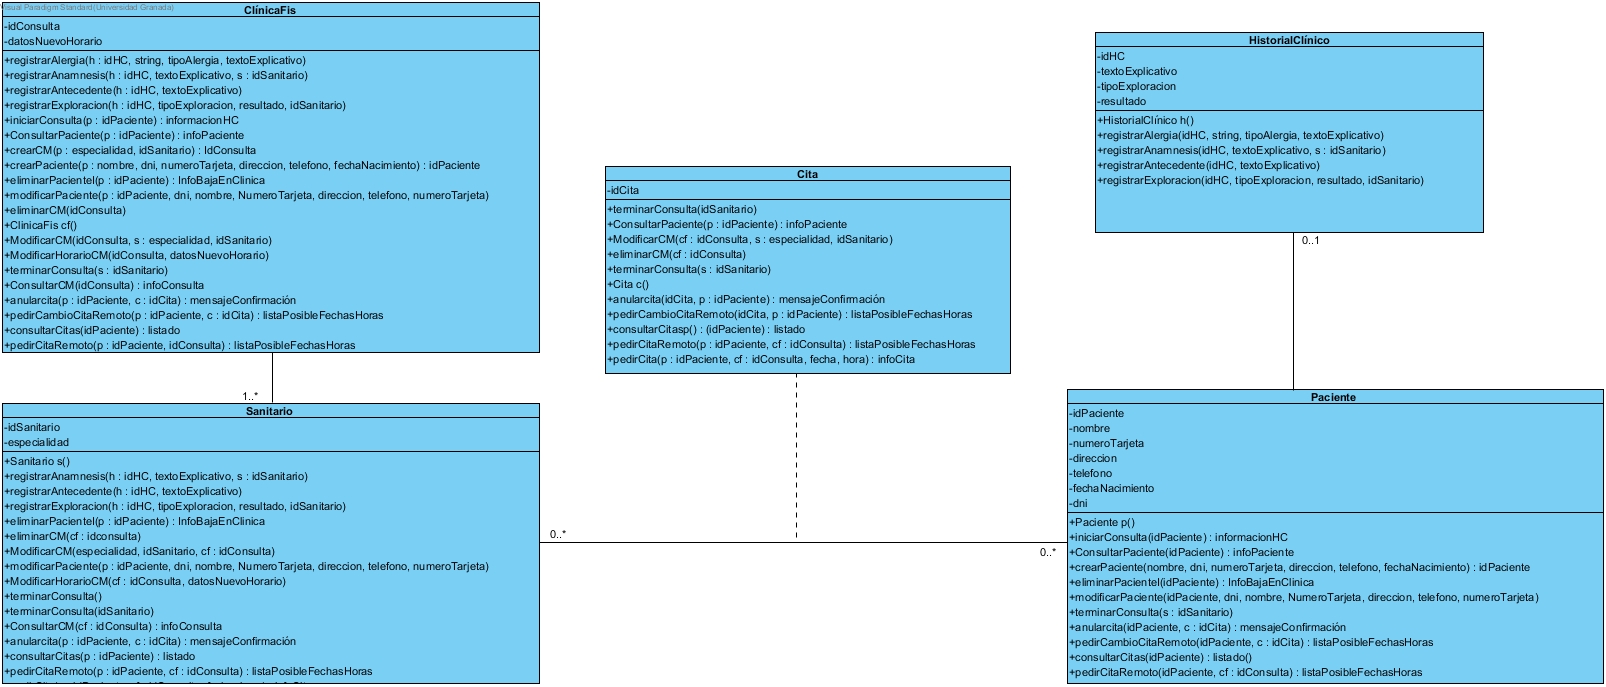 Visual Paradigm Standard(Universidad Granada)
ClínicaFis
-idConsulta
-datosNuevoHorario
+registrarAlergia(h : idHC, string, tipoAlergia, textoExplicativo)
+registrarAnamnesis(h : idHC, textoExplicativo, s : idSanitario)
+registrarAntecedente(h : idHC, textoExplicativo)
+registrarExploracion(h : idHC, tipoExploracion, resultado, idSanitario)
+iniciarConsulta(p : idPaciente) : informacionHC
+ConsultarPaciente(p : idPaciente) : infoPaciente
+crearCM(p : especialidad, idSanitario) : IdConsulta
+crearPaciente(p : nombre, dni, numeroTarjeta, direccion, telefono, fechaNacimiento) : idPaciente
+eliminarPacientel(p : idPaciente) : InfoBajaEnClinica
+modificarPaciente(p : idPaciente, dni, nombre, NumeroTarjeta, direccion, telefono, numeroTarjeta)
+eliminarCM(idConsulta)
+ClinicaFis cf()
+ModificarCM(idConsulta, s : especialidad, idSanitario)
+ModificarHorarioCM(idConsulta, datosNuevoHorario)
+terminarConsulta(s : idSanitario)
+ConsultarCM(idConsulta) : infoConsulta
+anularcita(p : idPaciente, c : idCita) : mensajeConfirmación
+pedirCambioCitaRemoto(p : idPaciente, c : idCita) : listaPosibleFechasHoras
+consultarCitas(idPaciente) : listado
+pedirCitaRemoto(p : idPaciente, idConsulta) : listaPosibleFechasHoras
1..*
Sanitario
-idSanitario
-especialidad
+Sanitario s()
+registrarAnamnesis(h : idHC, textoExplicativo, s : idSanitario)
+registrarAntecedente(h : idHC, textoExplicativo)
+registrarExploracion(h : idHC, tipoExploracion, resultado, idSanitario)
+eliminarPacientel(p : idPaciente) : InfoBajaEnClinica
+eliminarCM(cf : idconsulta)
+ModificarCM(especialidad, idSanitario, cf : idConsulta)
+modificarPaciente(p : idPaciente, dni, nombre, NumeroTarjeta, direccion, telefono, numeroTarjeta)
+ModificarHorarioCM(cf : idConsulta, datosNuevoHorario)
+terminarConsulta()
+terminarConsulta(idSanitario)
+ConsultarCM(cf : idConsulta) : infoConsulta
+anularcita(p : idPaciente, c : idCita) : mensajeConfirmación
+consultarCitas(p : idPaciente) : listado
+pedirCitaRemoto(p : idPaciente, cf : idConsulta) : listaPosibleFechasHoras
0..*
Cita
-idCita
+terminarConsulta(idSanitario)
+ConsultarPaciente(p : idPaciente) : infoPaciente
+ModificarCM(cf : idConsulta, s : especialidad, idSanitario)
+eliminarCM(cf : idConsulta)
+terminarConsulta(s : idSanitario)
+Cita c()
+anularcita(idCita, p : idPaciente) : mensajeConfirmación
+pedirCambioCitaRemoto(idCita, p : idPaciente) : listaPosibleFechasHoras
+consultarCitasp() : (idPaciente) : listado
+pedirCitaRemoto(p : idPaciente, cf : idConsulta) : listaPosibleFechasHoras
+pedirCita(p : idPaciente, cf : idConsulta, fecha, hora) : infoCita
HistorialClínico
-idHC
-textoExplicativo
-tipoExploracion
-resultado
+HistorialClínico h()
+registrarAlergia(idHC, string, tipoAlergia, textoExplicativo)
+registrarAnamnesis(idHC, textoExplicativo, s : idSanitario)
+registrarAntecedente(idHC, textoExplicativo)
+registrarExploracion(idHC, tipoExploracion, resultado, idSanitario)
0..1
0..*
Paciente
-idPaciente
-nombre
-numeroTarjeta
-direccion
-telefono
-fechaNacimiento
-dni
+Paciente p()
+iniciarConsulta(idPaciente) : informacionHC
+ConsultarPaciente(idPaciente) : infoPaciente
+crearPaciente(nombre, dni, numeroTarjeta, direccion, telefono, fechaNacimiento) : idPaciente
+eliminarPacientel(idPaciente) : InfoBajaEnClinica
+modificarPaciente(idPaciente, dni, nombre, NumeroTarjeta, direccion, telefono, numeroTarjeta)
+terminarConsulta(s : idSanitario)
+anularcita(idPaciente, c : idCita) : mensajeConfirmación
+pedirCambioCitaRemoto(idPaciente, c : idCita) : listaPosibleFechasHoras
+consultarCitas(idPaciente) : listado()
+pedirCitaRemoto(idPaciente, cf : idConsulta) : listaPosibleFechasHoras